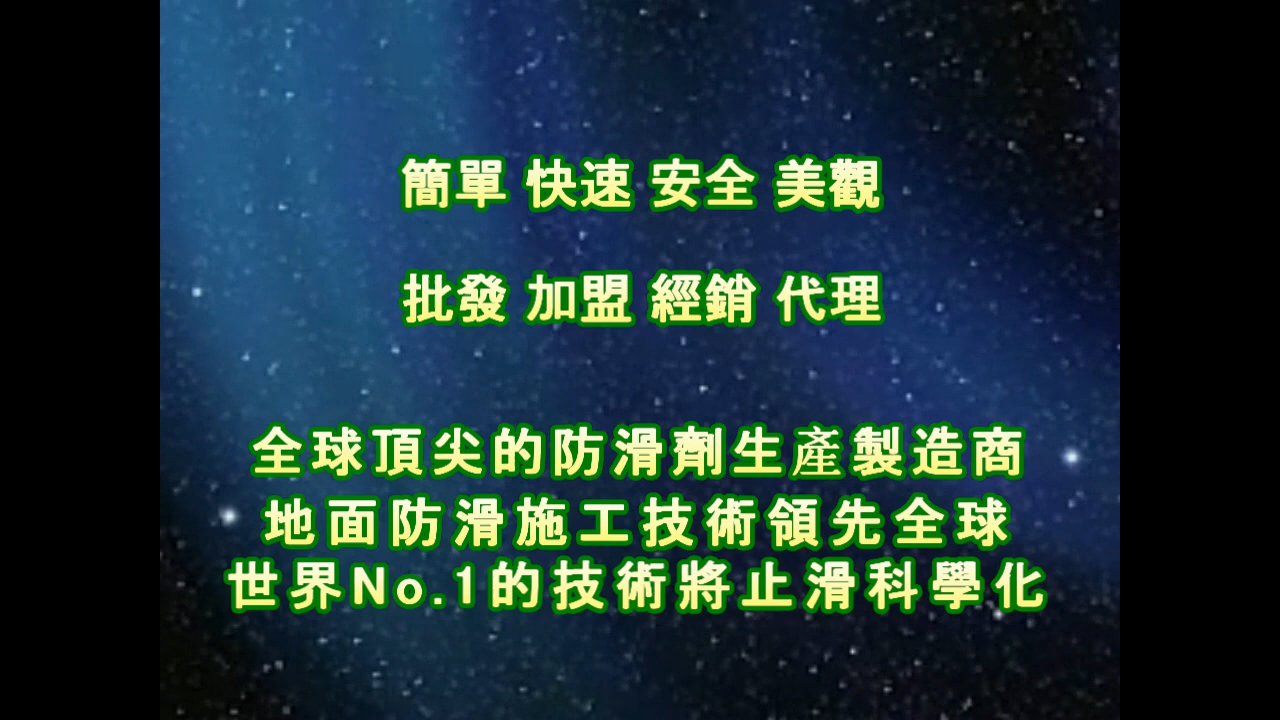 簡單 快速 安全 美觀
批發 加盟 經銷 代理
全球頂尖的防滑劑生產製造商
地面防滑施工技術領先全球
世界No.1的技術將止滑科學化